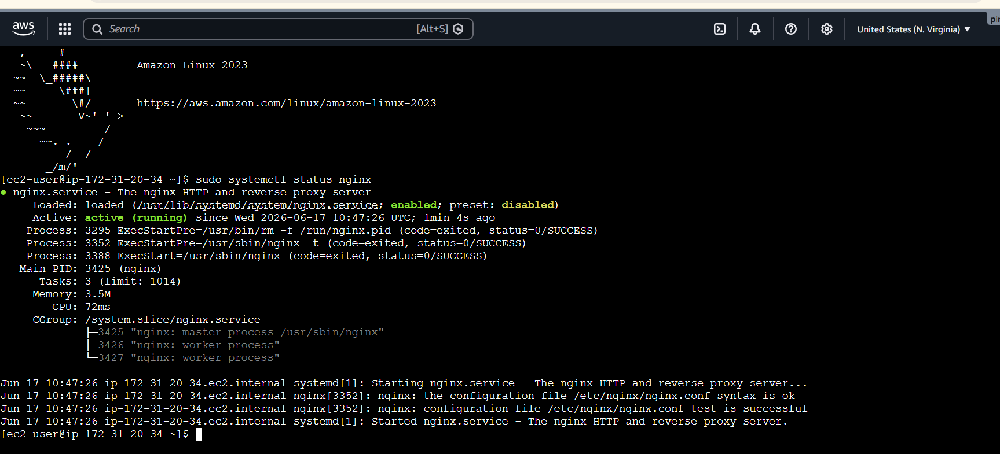 aws
Search [Alt+S]
United States (N. Virginia) ▼
   ,     #_
   ~\_  ####_        Amazon Linux 2023
  ~~  \_#####\
  ~~     \###|
  ~~       \#/ ___   https://aws.amazon.com/linux/amazon-linux-2023
   ~~       V~' '->
    ~~~         /
      ~~._.   _/
         _/ _/
       _/m/'
[ec2-user@ip-172-31-20-34 ~]$ sudo systemctl status nginx
● nginx.service - The nginx HTTP and reverse proxy server
     Loaded: loaded (/usr/lib/systemd/system/nginx.service; enabled; preset: disabled)
     Active: active (running) since Wed 2026-06-17 10:47:26 UTC; 1min 4s ago
    Process: 3295 ExecStartPre=/usr/bin/rm -f /run/nginx.pid (code=exited, status=0/SUCCESS)
    Process: 3352 ExecStartPre=/usr/sbin/nginx -t (code=exited, status=0/SUCCESS)
    Process: 3388 ExecStart=/usr/sbin/nginx (code=exited, status=0/SUCCESS)
   Main PID: 3425 (nginx)
      Tasks: 3 (limit: 1014)
     Memory: 3.5M
        CPU: 72ms
     CGroup: /system.slice/nginx.service
             ├─3425 "nginx: master process /usr/sbin/nginx"
             ├─3426 "nginx: worker process"
             └─3427 "nginx: worker process"
Jun 17 10:47:26 ip-172-31-20-34.ec2.internal systemd[1]: Starting nginx.service - The nginx HTTP and reverse proxy server...
Jun 17 10:47:26 ip-172-31-20-34.ec2.internal nginx[3352]: nginx: the configuration file /etc/nginx/nginx.conf syntax is ok
Jun 17 10:47:26 ip-172-31-20-34.ec2.internal nginx[3352]: nginx: configuration file /etc/nginx/nginx.conf test is successful
Jun 17 10:47:26 ip-172-31-20-34.ec2.internal systemd[1]: Started nginx.service - The nginx HTTP and reverse proxy server.
[ec2-user@ip-172-31-20-34 ~]$